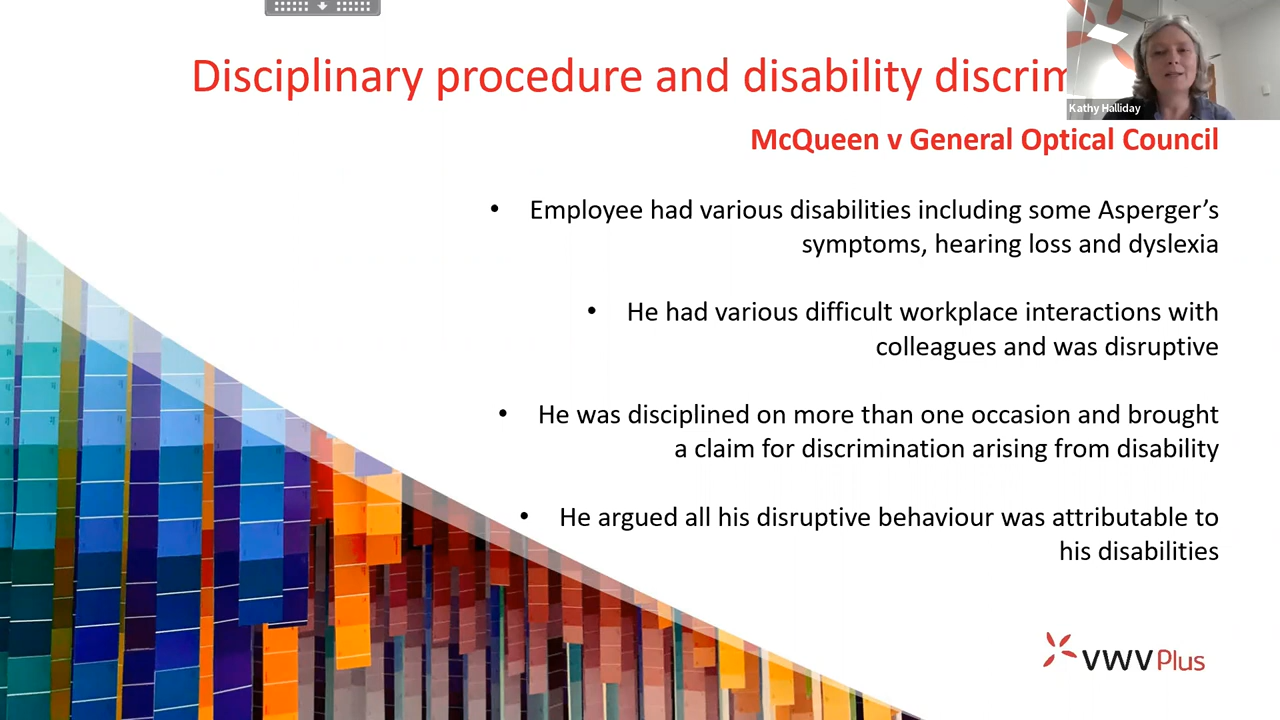 Disciplinary procedure and disability discrim
Kathy Halliday
McQueen v General Optical Council
• Employee had various disabilities including some Asperger’s
symptoms, hearing loss and dyslexia
• He had various difficult workplace interactions with
colleagues and was disruptive
• He was disciplined on more than one occasion and brought
a claim for discrimination arising from disability
• He argued all his disruptive behaviour was attributable to
his disabilities
VWV Plus